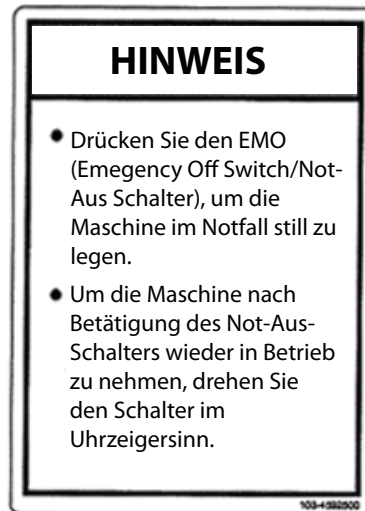 HINWEIS
● Drücken Sie den EMO
(Emegency Off Switch/Not-
Aus Schalter), um die
Maschine im Notfall still zu
legen.
● Um die Maschine nach
Betätigung des Not-Aus-
Schalters wieder in Betrieb
zu nehmen, drehen Sie
den Schalter im
Uhrzeigersinn.
103-4592500